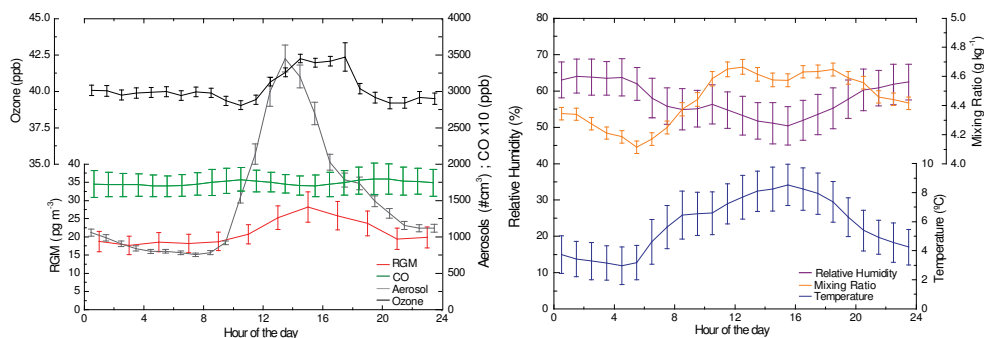 45.0
42.5
40.0
37.5
35.0
Ozone (ppb)
40
35
30
25
20
15
10
5
0
RGM ( pg m-3)
4000
3500
3000
2500
2000
1500
1000
500
0
Aerosols (#cm³) , CO x10 (ppb)
RGM
CO
Aerosol
Ozone
0 4 8 12 16 20 24
Hour of the day
80
70
60
50
40
30
20
10
0
Relative Humidity (%)
5.0
4.8
4.6
4.4
4.2
4.0
Mixing Ratio (g kg-1)
10
8
6
4
2
0
Temperature (ºC)
Relative Humidity
Mixing Ratio
Temperature
0 4 8 12 16 20 24
Hour of the day